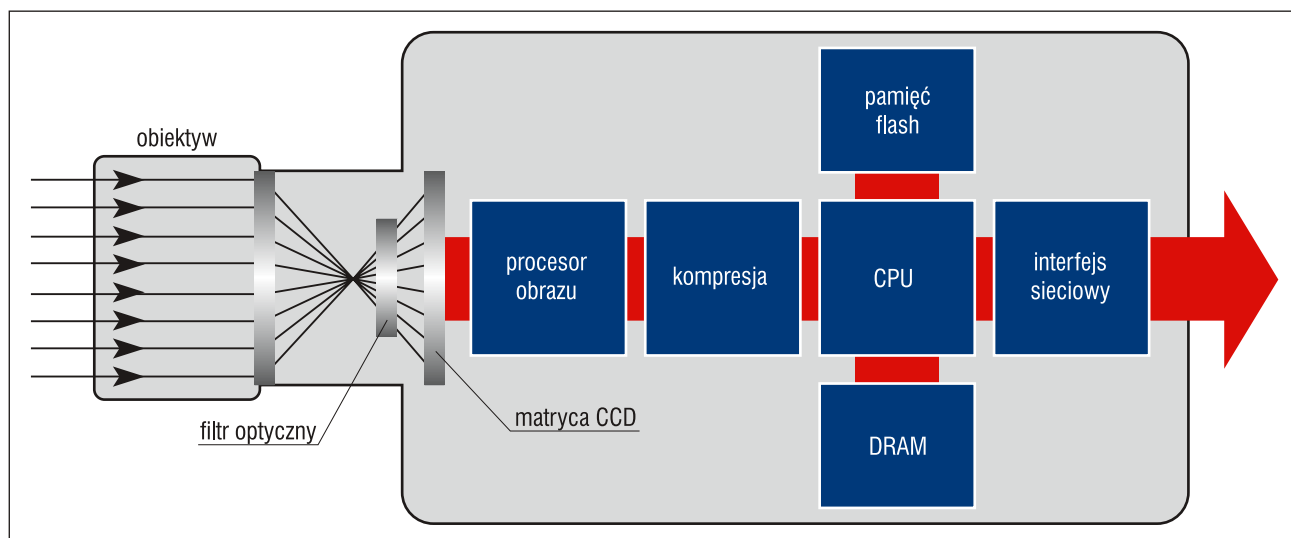 obiektyw
filtr optyczny
matryca CCD
procesor
obrazu
kompresja
pamięć
flash
CPU
DRAM
interfejs
sieciowy